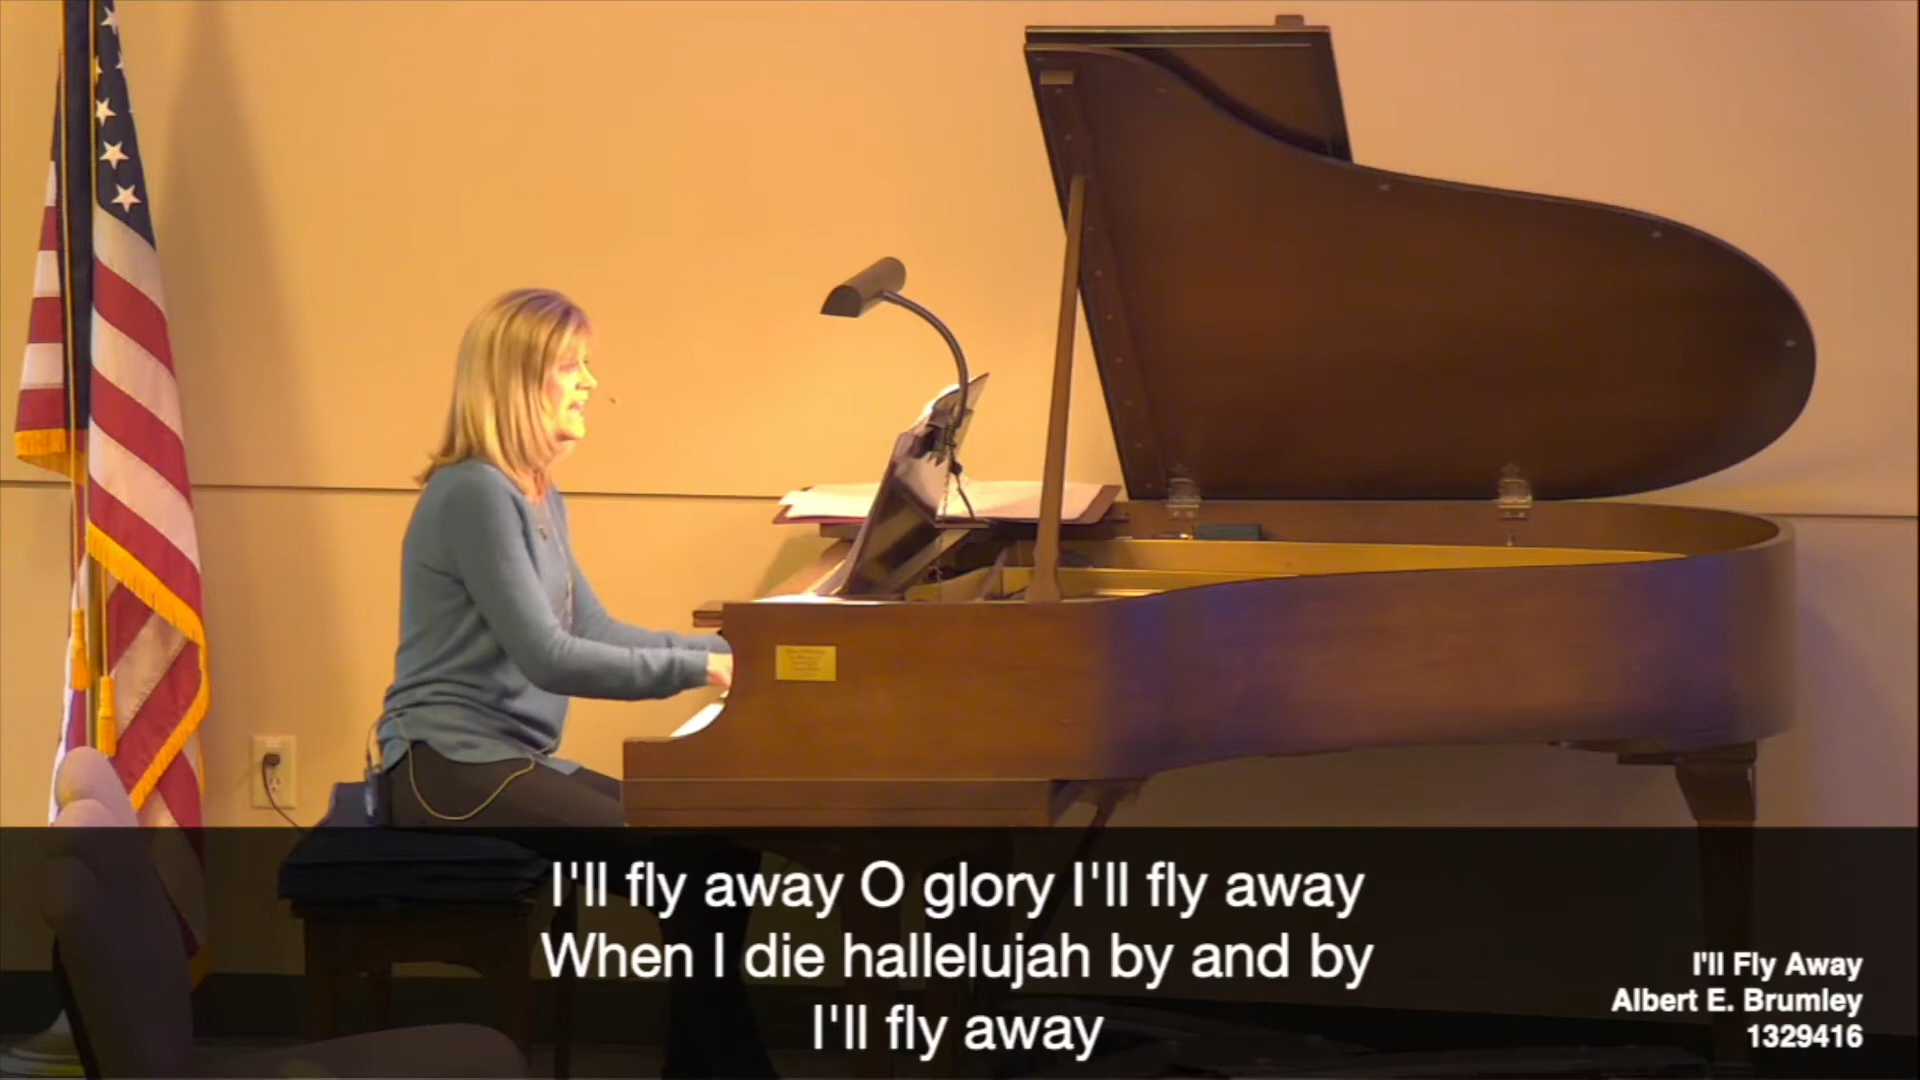 I'll fly away O glory I'll fly away
When I die hallelujah by and by
I'll fly away
I'll Fly Away
Albert E. Brumley
1329416